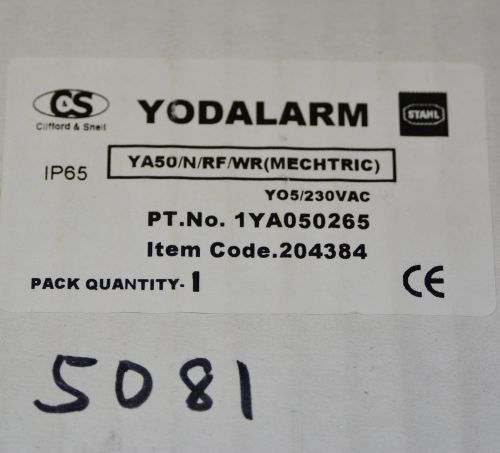 CS
Clifford & Snell
YODALARM
STAHL
IP65
YA50/N/RF/WR(MECHTRIC)
YO5/230VAC
PT.No. 1YA050265
Item Code.204384
PACK QUANTITY-1
CE
5081